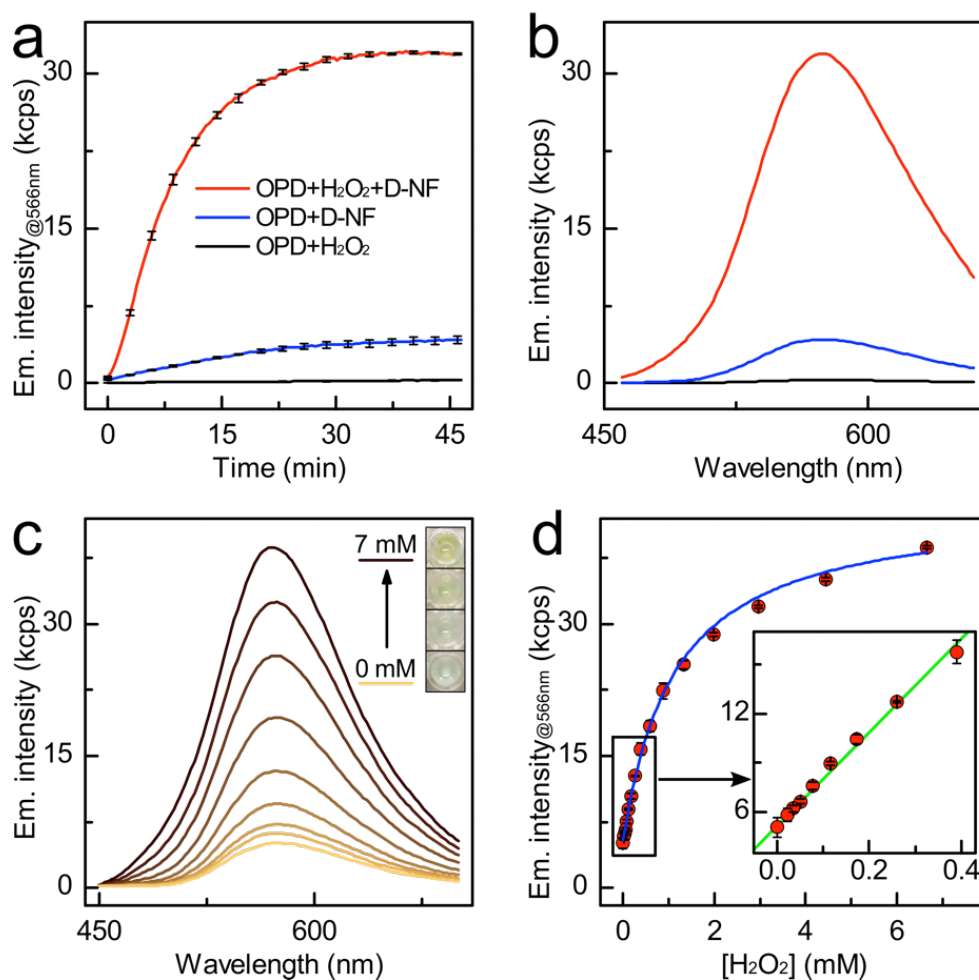 a
Em. intensity@566nm (kcps)
30
15
0
OPD+H₂O₂+D-NF
OPD+D-NF
OPD+H₂O₂
0 15 30 45
Time (min)
b
Em. intensity (kcps)
30
15
0
450 600
Wavelength (nm)
c
Em. intensity (kcps)
30
15
0
7 mM
0 mM
450 600
Wavelength (nm)
d
Em. intensity@566nm (kcps)
30
15
0
12
6
0.0 0.2 0.4
0 2 4 6
[H₂O₂] (mM)